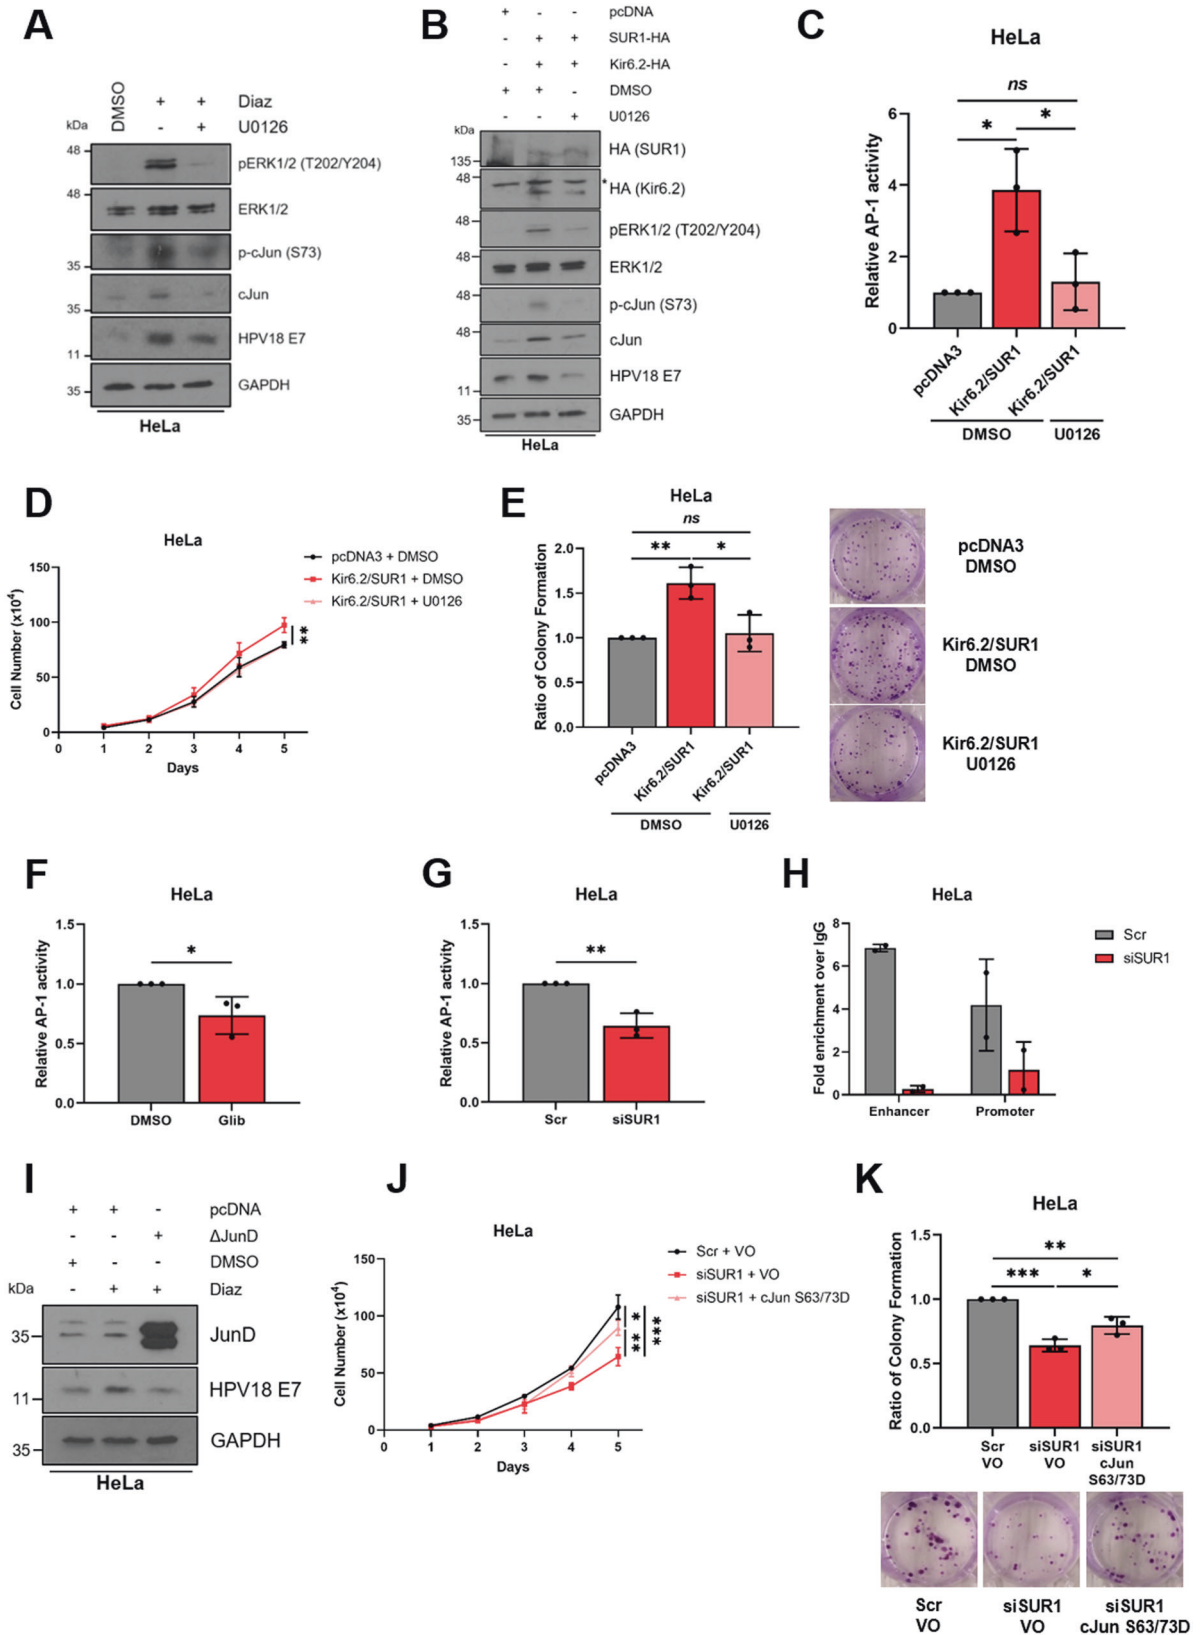 A
DMSO
+ + Diaz
- + U0126
kDa
48 pERK1/2 (T202/Y204)
48 ERK1/2
p-cJun (S73)
35
cJun
35
HPV18 E7
11
35 GAPDH
HeLa
B
+ - - pcDNA
- + + SUR1-HA
- + + Kir6.2-HA
+ + - DMSO
- - + U0126
kDa
HA (SUR1)
135
48 * HA (Kir6.2)
48 pERK1/2 (T202/Y204)
48 ERK1/2
48 p-cJun (S73)
48 cJun
HPV18 E7
11
35 GAPDH
HeLa
C
HeLa
ns
* *
Relative AP-1 activity
6
4
2
0
pcDNA3
Kir6.2/SUR1
Kir6.2/SUR1
DMSO U0126
D
HeLa
pcDNA3 + DMSO
Kir6.2/SUR1 + DMSO
Kir6.2/SUR1 + U0126
Cell Number (x10⁴)
150
100
50
0
**
0 1 2 3 4 5
Days
E
HeLa
ns
** *
Ratio of Colony Formation
2.0
1.5
1.0
0.5
0.0
pcDNA3
Kir6.2/SUR1
Kir6.2/SUR1
DMSO U0126
pcDNA3
DMSO
Kir6.2/SUR1
DMSO
Kir6.2/SUR1
U0126
F
HeLa
*
Relative AP-1 activity
1.5
1.0
0.5
0.0
DMSO Glib
G
HeLa
**
Relative AP-1 activity
1.5
1.0
0.5
0.0
Scr siSUR1
H
HeLa
Scr
siSUR1
Fold enrichment over IgG
8
6
4
2
0
Enhancer Promoter
I
+ + - pcDNA
- - + ΔJunD
+ - - DMSO
kDa - + + Diaz
35 JunD
11 HPV18 E7
35 GAPDH
HeLa
J
HeLa
Scr + VO
siSUR1 + VO
siSUR1 + cJun S63/73D
Cell Number (x10⁴)
150
100
50
0
*
**
***
0 1 2 3 4 5
Days
K
HeLa
**
*** *
Ratio of Colony Formation
1.5
1.0
0.5
0.0
Scr siSUR1 siSUR1
VO VO cJun
S63/73D
Scr siSUR1 siSUR1
VO VO cJun S63/73D